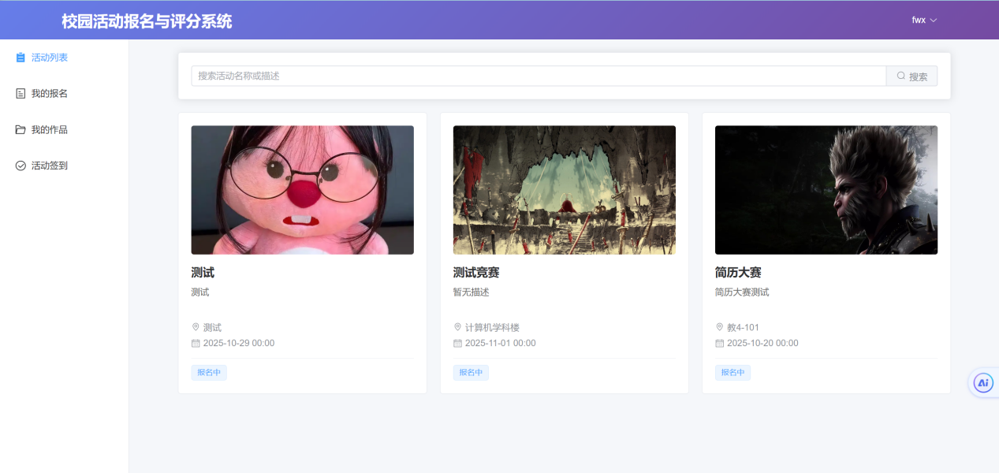 校园活动报名与评分系统
fwx
活动列表
我的报名
我的作品
活动签到
搜索活动名称或描述
搜索
测试
测试
测试
2025-10-29 00:00
报名中
测试竞赛
暂无描述
计算机学科楼
2025-11-01 00:00
报名中
简历大赛
简历大赛测试
教4-101
2025-10-20 00:00
报名中
Ai